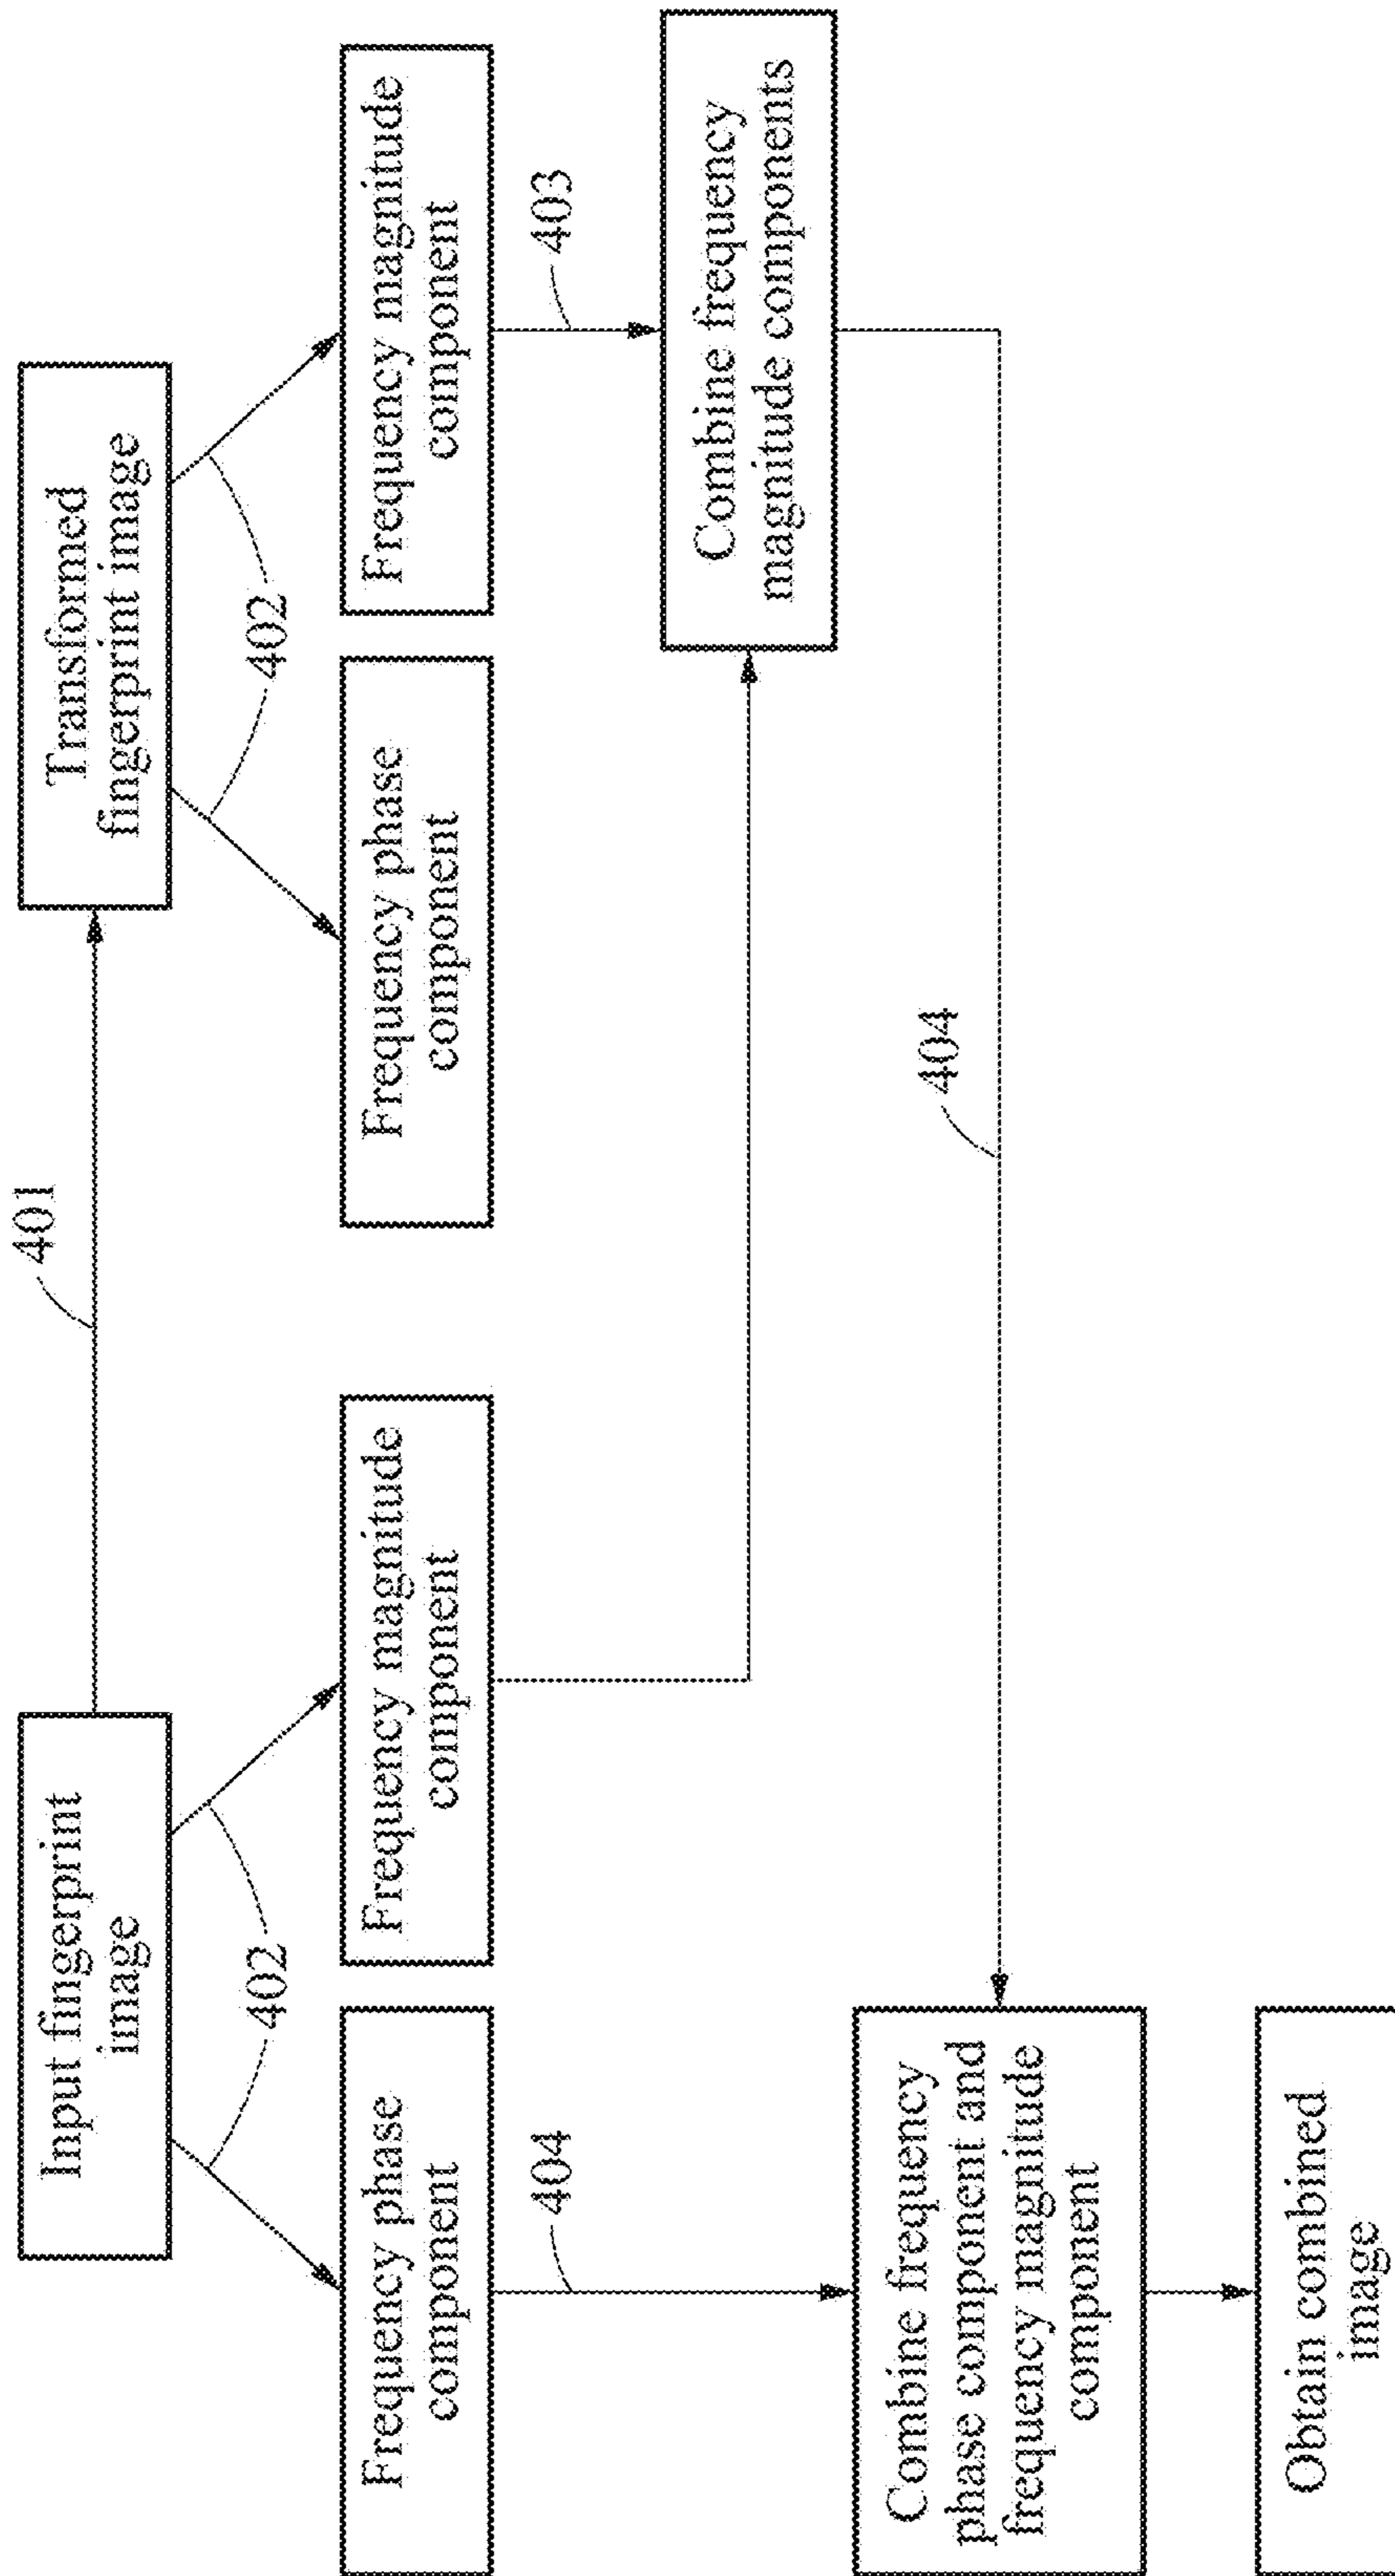 401
Input fingerprint
image
Transformed
fingerprint image
402
402
Frequency phase
component
Frequency magnitude
component
Frequency phase
component
Frequency magnitude
component
404
403
Combine frequency
magnitude components
404
Combine frequency
phase component and
frequency magnitude
component
Obtain combined
image